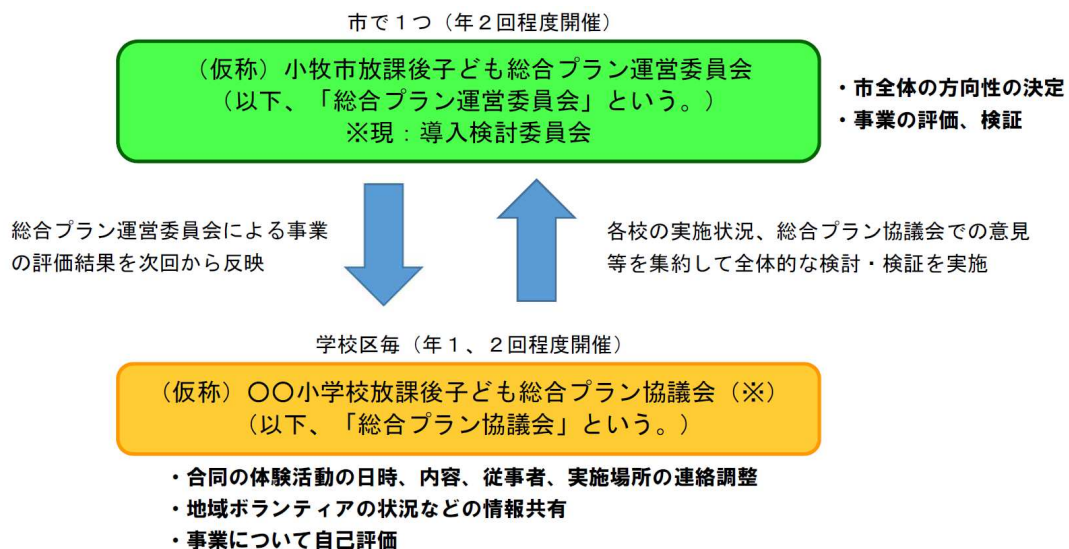 市で１つ（年２回程度開催）
（仮称）小牧市放課後子ども総合プラン運営委員会
（以下、「総合プラン運営委員会」という。）
※現：導入検討委員会
・市全体の方向性の決定
・事業の評価、検証
総合プラン運営委員会による事業
の評価結果を次回から反映
各校の実施状況、総合プラン協議会での意見
等を集約して全体的な検討・検証を実施
学校区毎（年１、２回程度開催）
（仮称）〇〇小学校放課後子ども総合プラン協議会（※）
（以下、「総合プラン協議会」という。）
・合同の体験活動の日時、内容、従事者、実施場所の連絡調整
・地域ボランティアの状況などの情報共有
・事業について自己評価